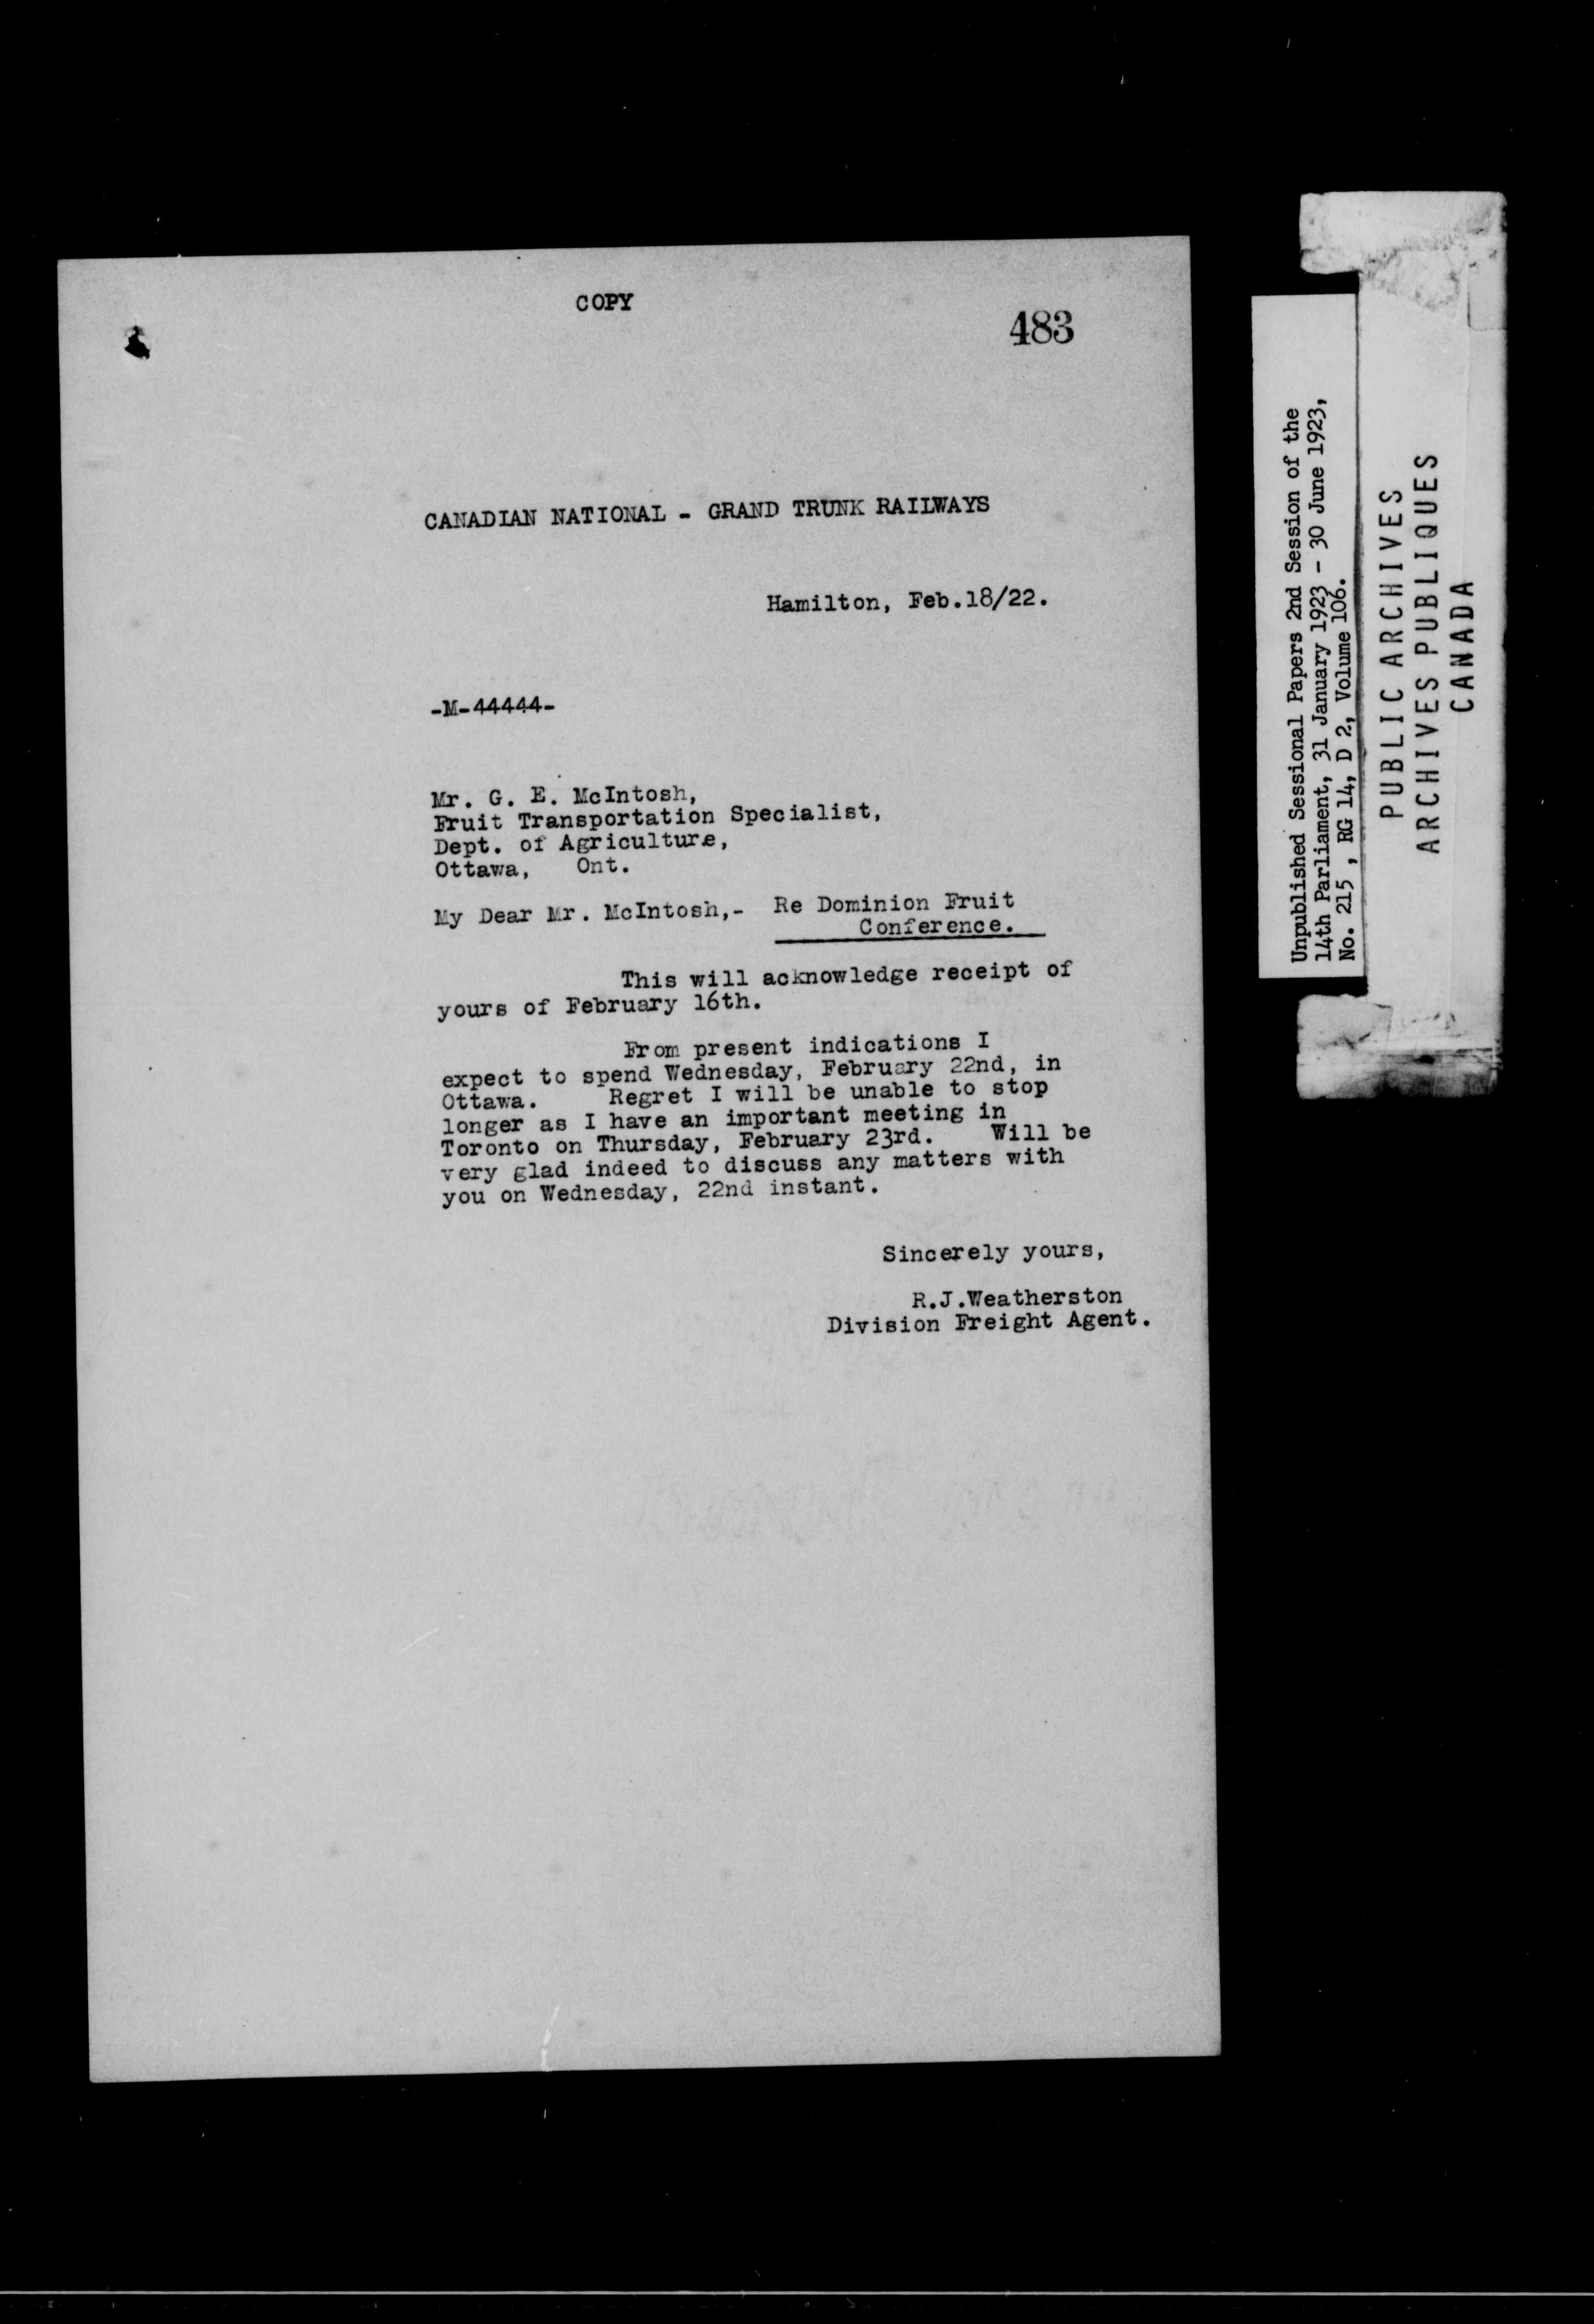 COPY
483
CANADIAN NATIONAL - GRAND TRUNK RAILWAYS
Hamilton, Feb.18/22.
-M-44444-
Mr. G. E. McIntosh,
Fruit Transportation Specialist,
Dept. of Agriculture,
Ottawa, Ont.
My Dear Mr. McIntosh,- Re Dominion Fruit
Conference.
This will acknowledge receipt of
yours of February 16th.
From present indications I
expect to spend Wednesday, February 22nd, in
Ottawa. Regret I will be unable to stop
longer as I have an important meeting in
Toronto on Thursday, February 23rd. Will be
very glad indeed to discuss any matters with
you on Wednesday, 22nd instant.
Sincerely yours,
R.J.Weatherston
Division Freight Agent.
Unpublished Sessional Papers 2nd Session of the
14th Parliament, 31 January 1923 - 30 June 1923,
No. 215 , RG 14, D 2, Volume 106.
PUBLIC ARCHIVES
ARCHIVES PUBLIQUES
CANADA